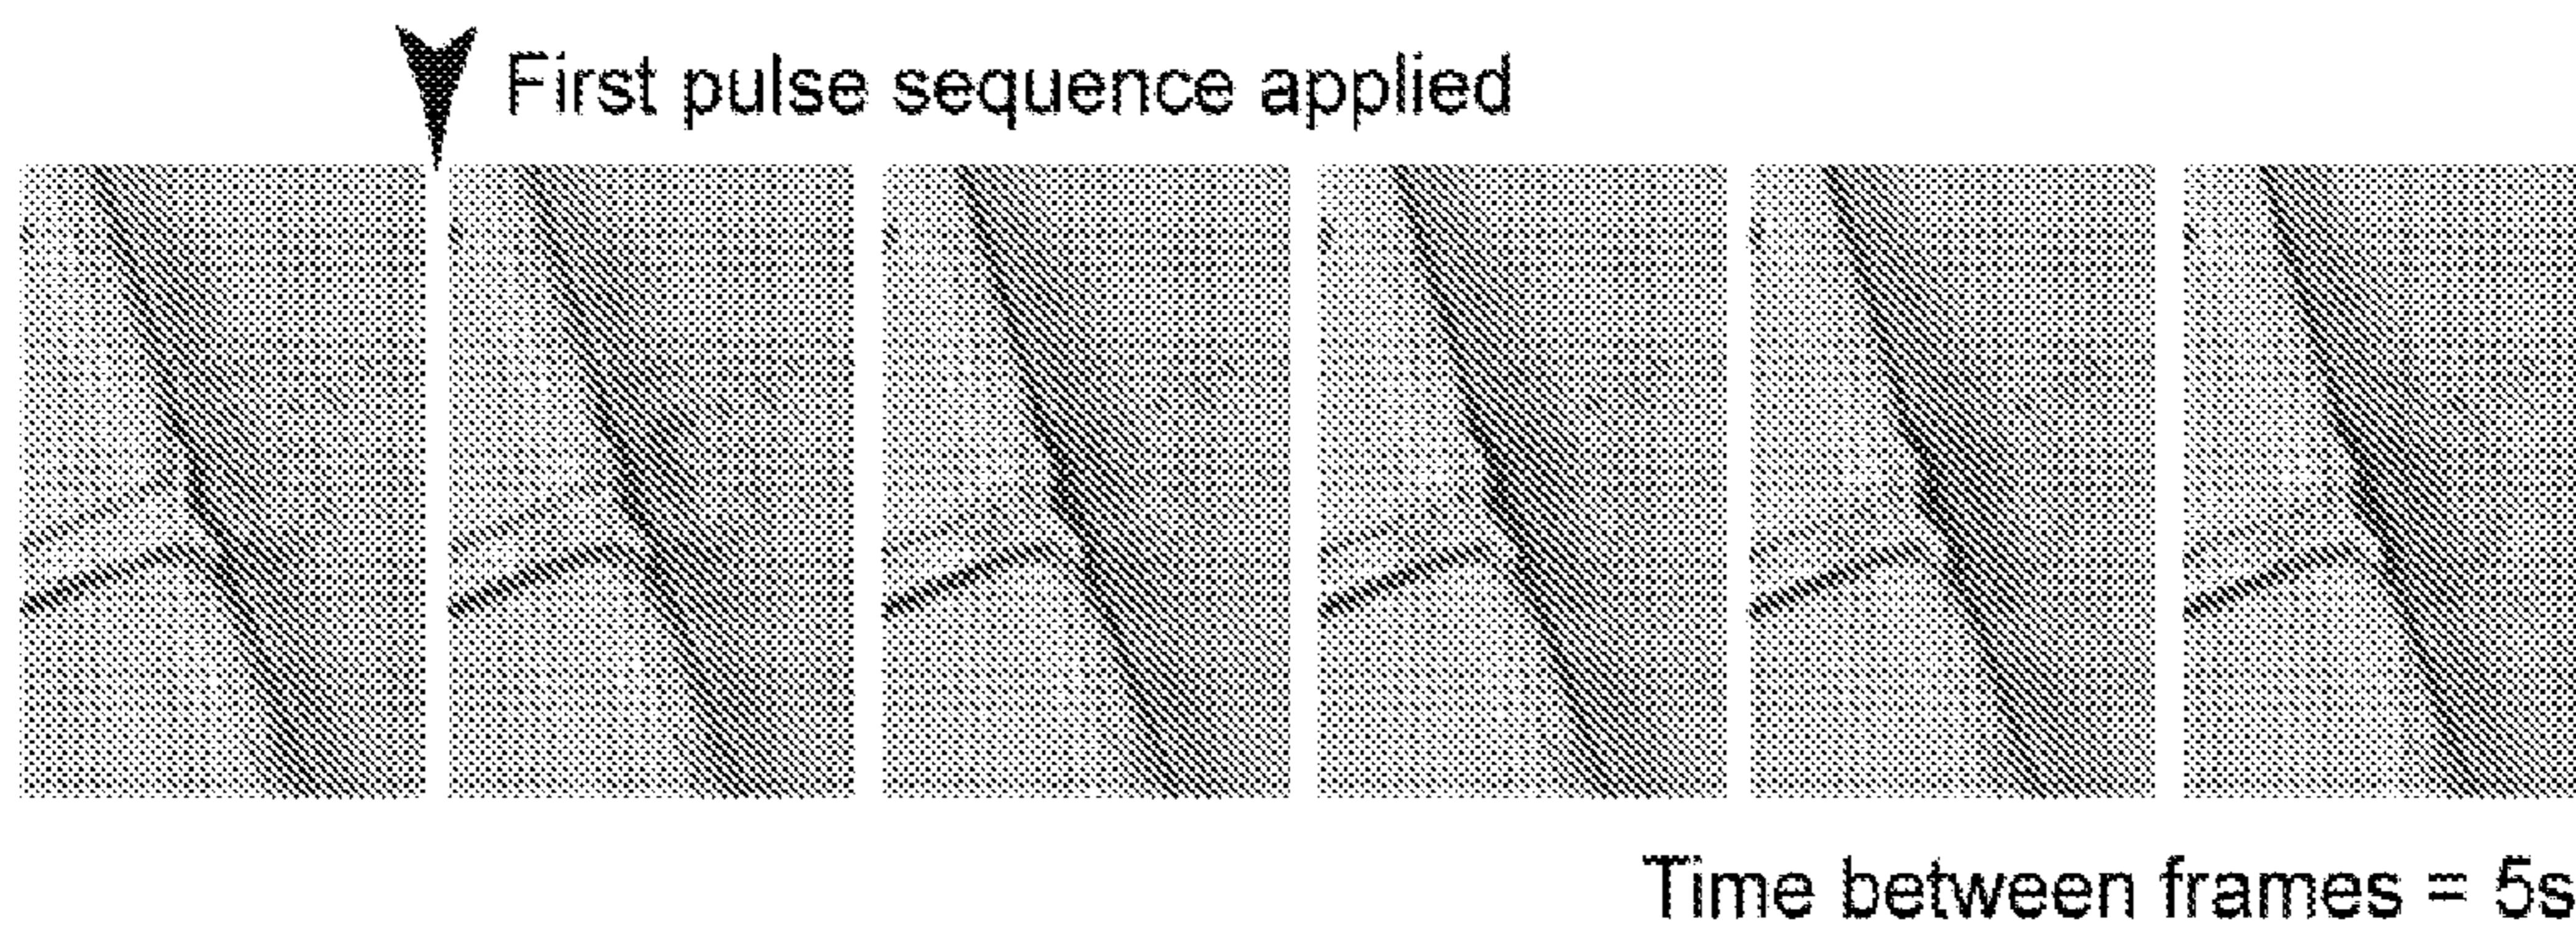 First pulse sequence applied
Time between frames = 5s